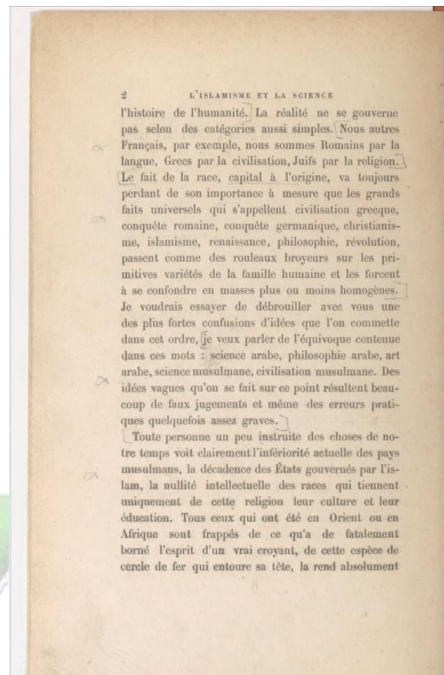 2 L'ISLAMISME ET LA SCIENCE
l'histoire de l'humanité. La réalité ne se gouverne
pas selon des catégories aussi simples. Nous autres
Français, par exemple, nous sommes Romains par la
langue, Grecs par la civilisation, Juifs par la religion.
Le fait de la race, capital à l'origine, va toujours
perdant de son importance à mesure que les grands
faits universels qui s'appellent civilisation grecque,
conquête romaine, conquête germanique, christianis-
me, islamisme, renaissance, philosophie, révolution,
passent comme des rouleaux broyeurs sur les pri-
mitives variétés de la famille humaine et les forcent
à se confondre en masses plus ou moins homogènes.
Je voudrais essayer de débrouiller avec vous une
des plus fortes confusions d'idées que l'on commette
dans cet ordre, je veux parler de l'équivoque contenue
dans ces mots : science arabe, philosophie arabe, art
arabe, science musulmane, civilisation musulmane. Des
idées vagues qu'on se fait sur ce point résultent beau-
coup de faux jugements et même des erreurs prati-
ques quelquefois assez graves.
Toute personne un peu instruite des choses de no-
tre temps voit clairement l'infériorité actuelle des pays
musulmans, la décadence des États gouvernés par l'is-
lam, la nullité intellectuelle des races qui tiennent
uniquement de cette religion leur culture et leur
éducation. Tous ceux qui ont été en Orient ou en
Afrique sont frappés de ce qu'a de fatalement
borné l'esprit d'un vrai croyant, de cette espèce de
cercle de fer qui entoure sa tête, la rend absolument